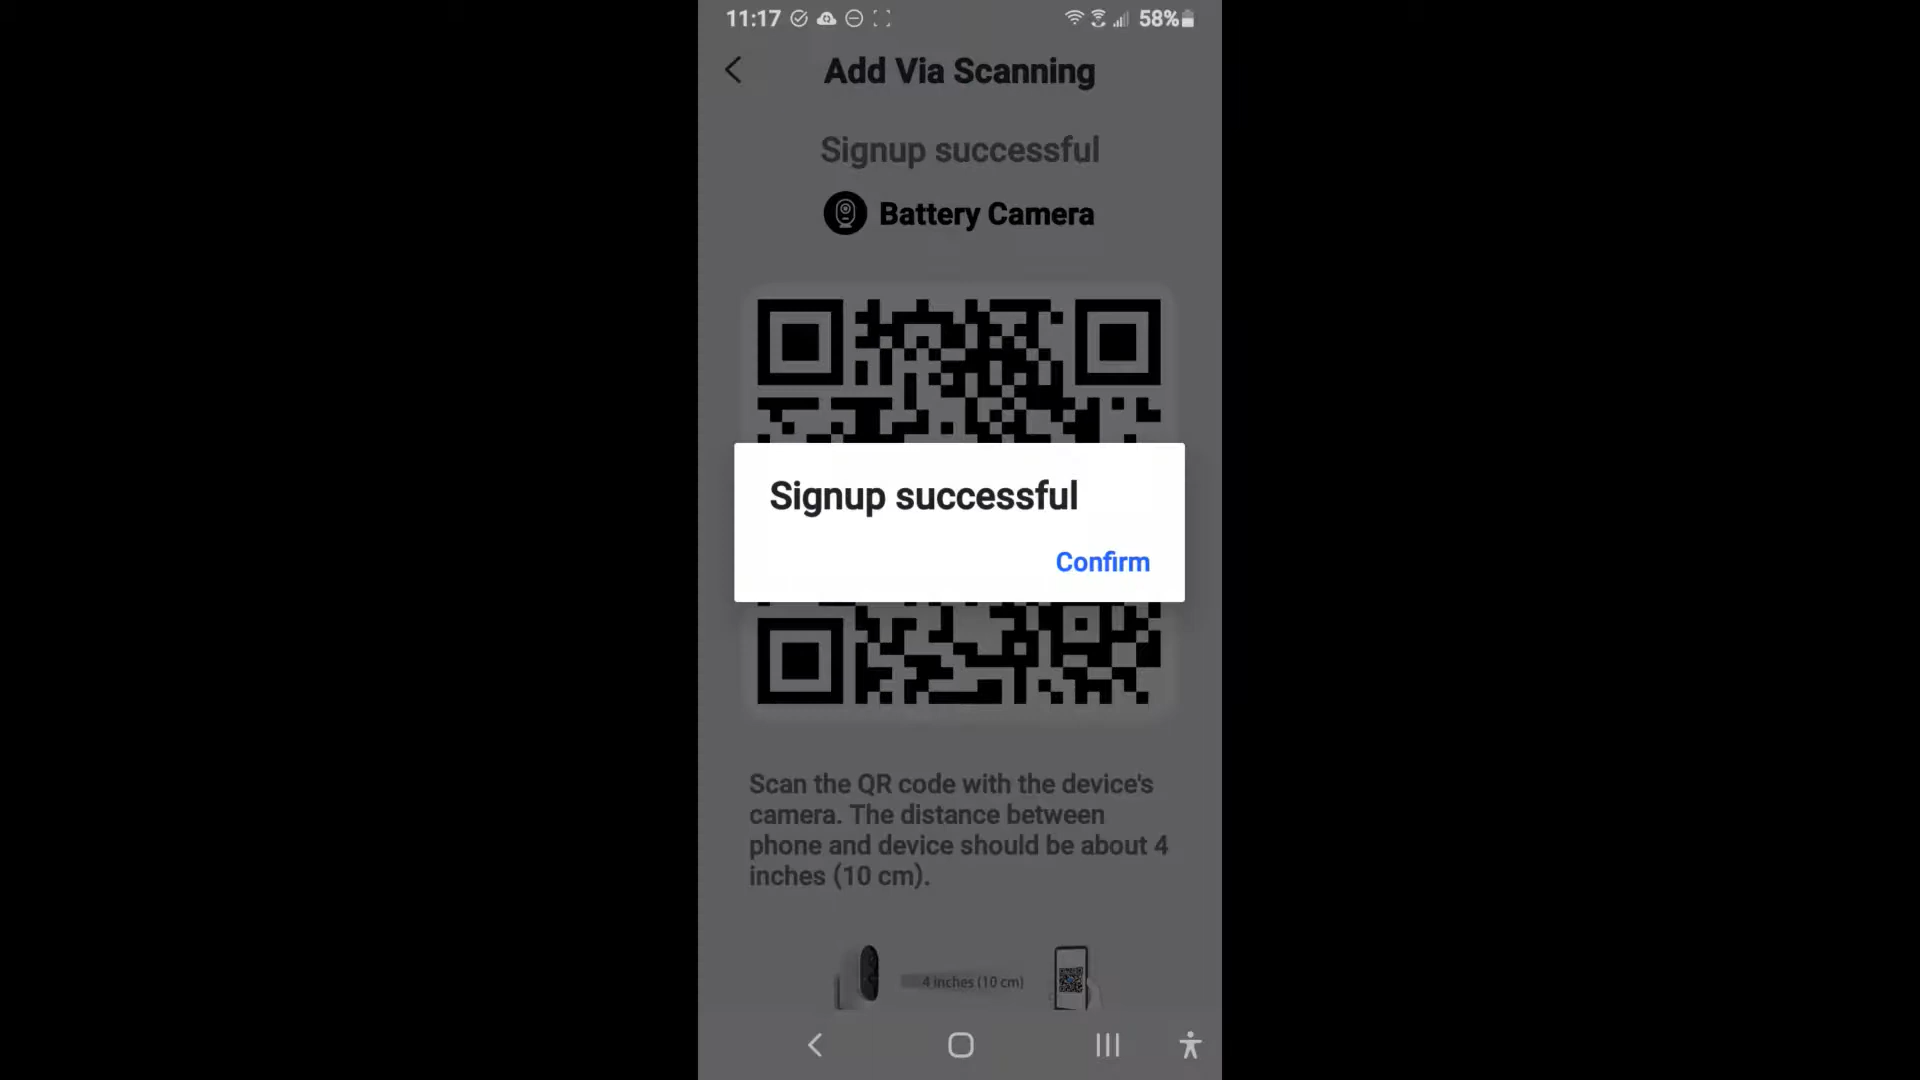 11:17 58%
Add Via Scanning
Signup successful
Battery Camera
Signup successful
Confirm
Scan the QR code with the device's
camera. The distance between
phone and device should be about 4
inches (10 cm).
4 inches (10 cm)